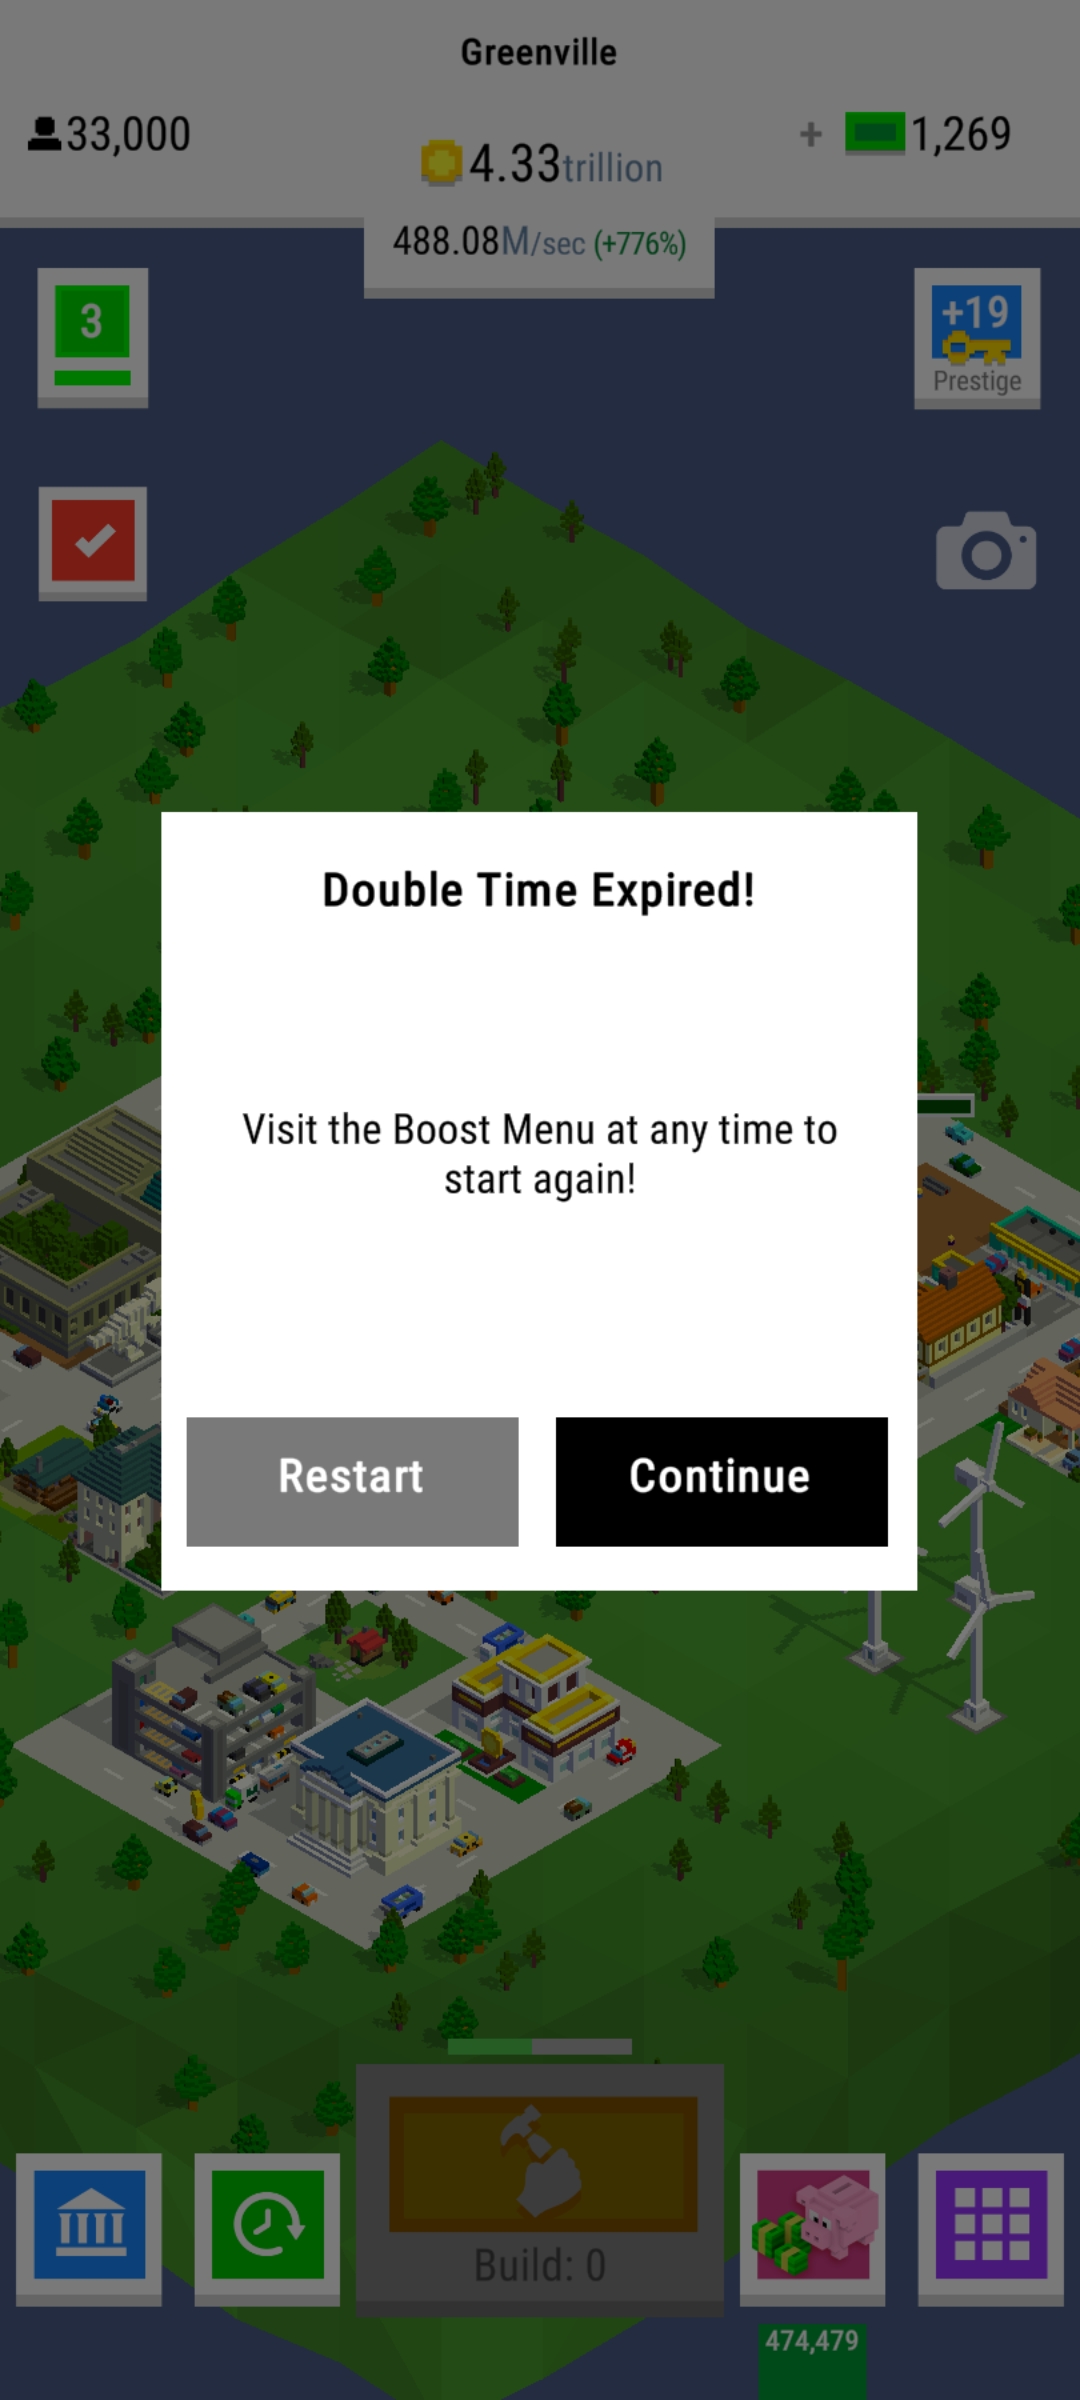 Greenville
33,000
4.33trillion
+ 1,269
488.08M/sec (+776%)
3
+19
Prestige
Double Time Expired!
Visit the Boost Menu at any time to
start again!
Restart
Continue
Build: 0
474,479